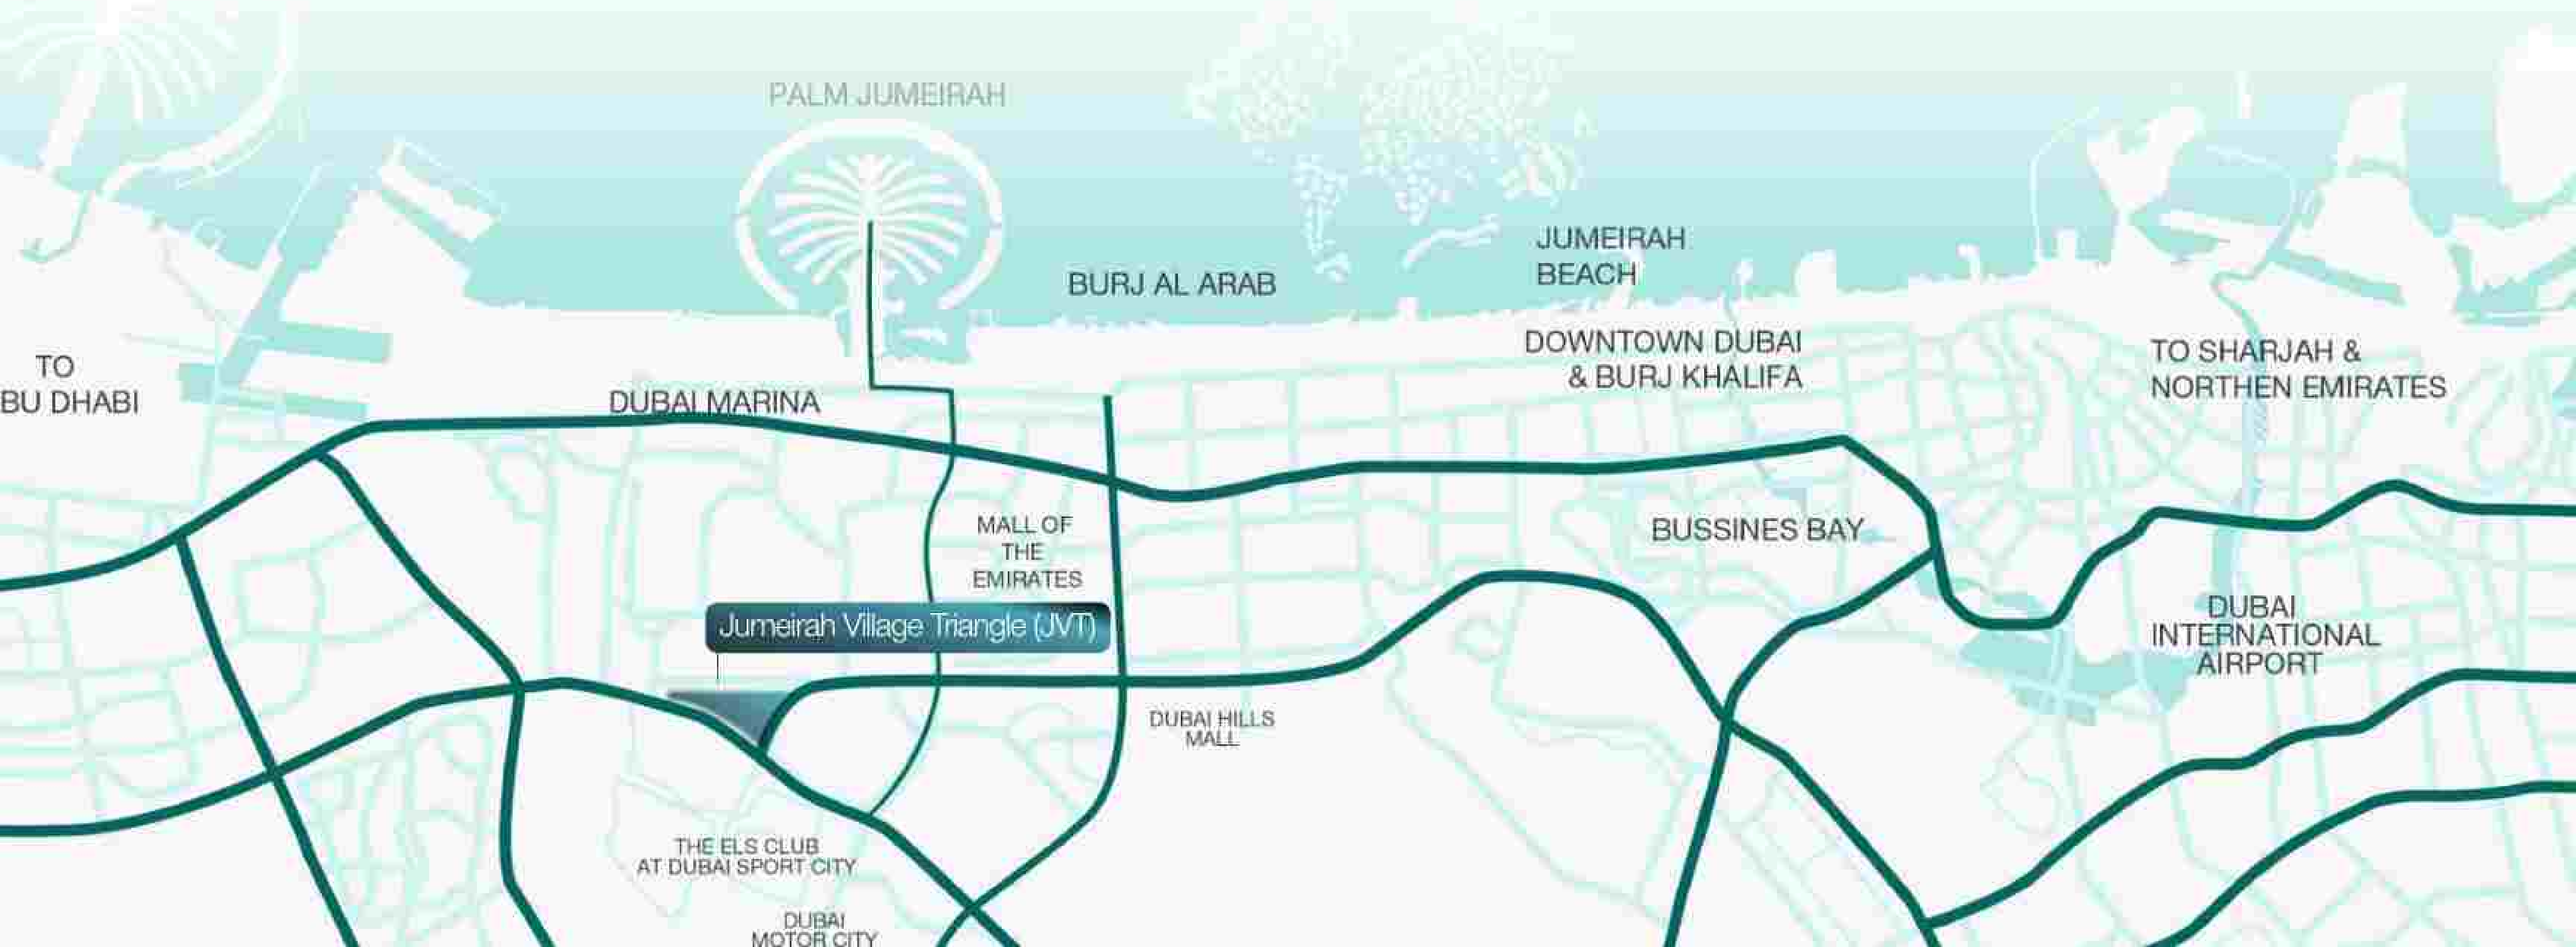 PALM JUMEIRAH
JUMEIRAH
BEACH
BURJ AL ARAB
DOWNTOWN DUBAI
& BURJ KHALIFA
TO SHARJAH &
NORTHEN EMIRATES
TO
BU DHABI
DUBAI MARINA
MALL OF
THE
EMIRATES
BUSSINES BAY
Jumeirah Village Triangle (JVT)
DUBAI
INTERNATIONAL
AIRPORT
DUBAI HILLS
MALL
THE ELS CLUB
AT DUBAI SPORT CITY
DUBAI
MOTOR CITY